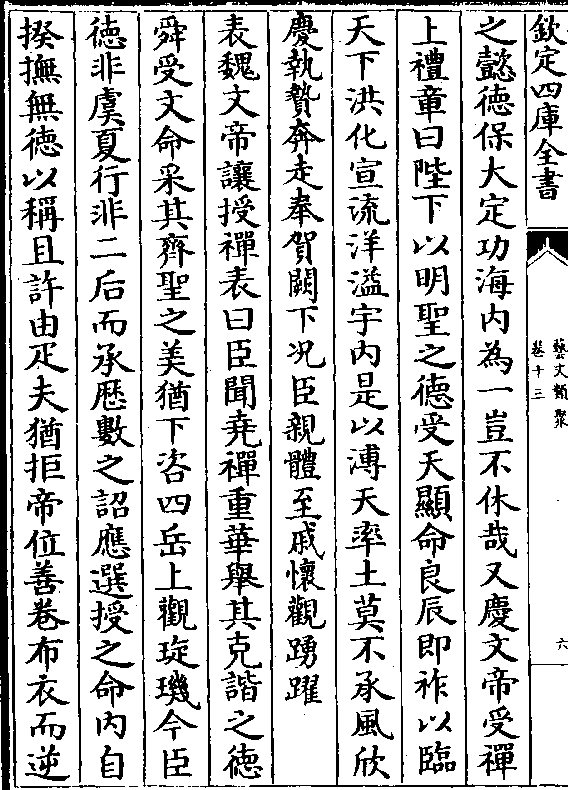 欽定四庫全書
藝文類聚
卷十三
六
之懿德保大定功海內為一豈不休哉又慶文帝受禪
上禮章曰陛下以明聖之德受天顯命良辰即祚以臨
天下洪化宣流洋溢宇內是以溥天率土莫不承風欣
慶執贄奔走奉賀闕下况臣親體至戚懷觀踴躍
表魏文帝讓授禪表曰臣聞堯禪重華舉其克諧之德
舜受文命采其齊聖之美猶下咨四岳上觀琁璣今臣
德非虞夏行非二后而承歴數之詔應選授之命內自
揆撫無德以稱且許由疋夫猶拒帝位善卷布衣而逆